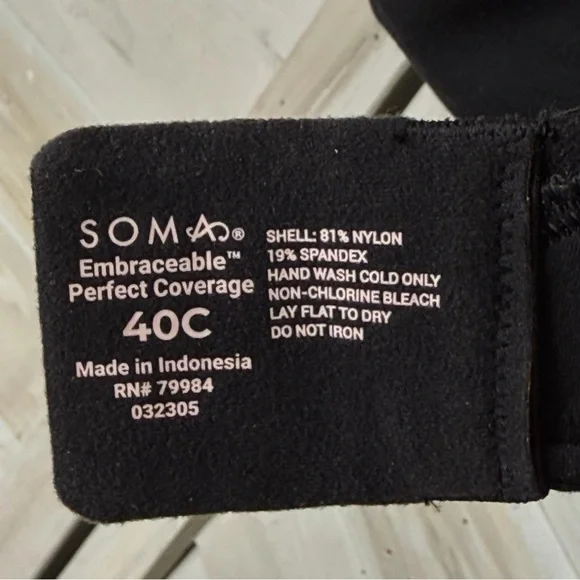 SOMA®
Embraceable™
Perfect Coverage
40C
Made in Indonesia
RN# 79984
032305
SHELL: 81% NYLON
19% SPANDEX
HAND WASH COLD ONLY
NON-CHLORINE BLEACH
LAY FLAT TO DRY
DO NOT IRON